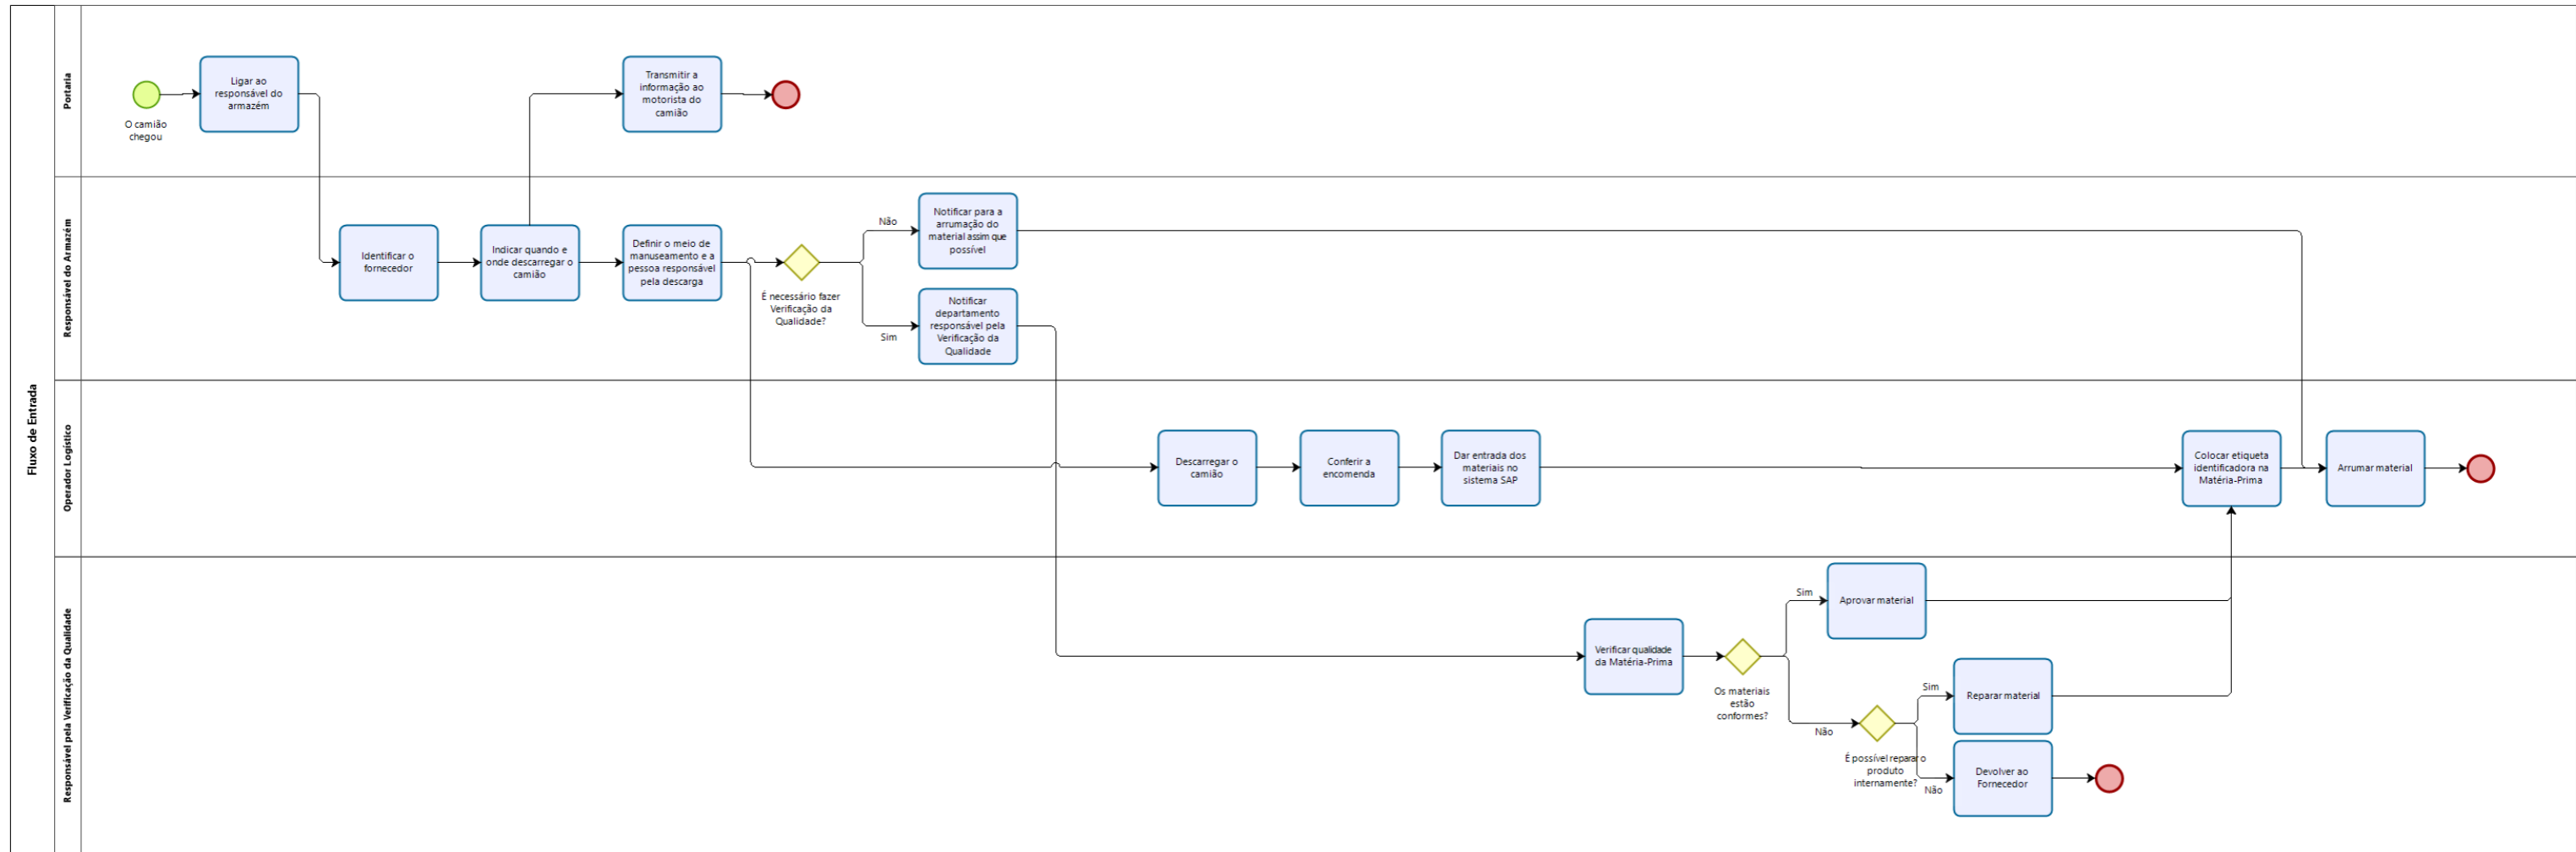 Fluxo de Entrada
Portaria
O camião
chegou
Ligar ao
responsável do
armazém
Transmitir a
informação ao
motorista do
camião
Responsável do Armazém
Identificar o
fornecedor
Indicar quando e
onde descarregar o
camião
Definir o meio de
manuseamento e a
pessoa responsável
pela descarga
É necessário fazer
Verificação da
Qualidade?
Não
Notificar para a
arrumação do
material assim que
possível
Sim
Notificar
departamento
responsável pela
Verificação da
Qualidade
Operador Logístico
Descarregar o
camião
Conferir a
encomenda
Dar entrada dos
materiais no
sistema SAP
Colocar etiqueta
identificadora na
Matéria-Prima
Arrumar material
Responsável pela Verificação da Qualidade
Verificar qualidade
da Matéria-Prima
Os materiais
estão
conformes?
Sim
Aprovar material
Não
É possível reparar o
produto
internamente?
Sim
Reparar material
Não
Devolver ao
Fornecedor